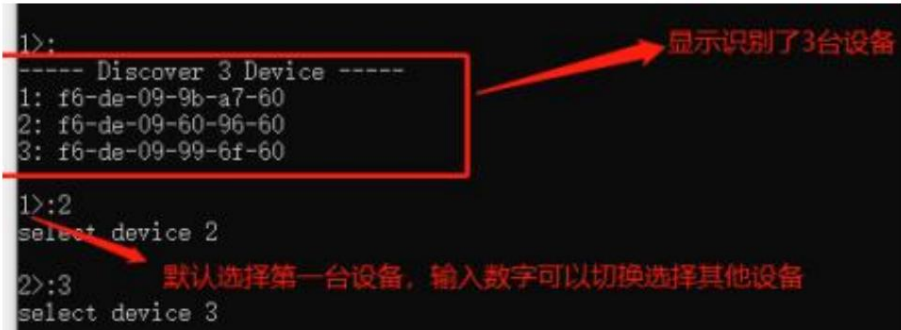 1>:
显示识别了3台设备
----- Discover 3 Device -----
1: f6-de-09-9b-a7-60
2: f6-de-09-60-96-60
3: f6-de-09-99-6f-60
1>:2
select device 2
默认选择第一台设备，输入数字可以切换选择其他设备
2>:3
select device 3